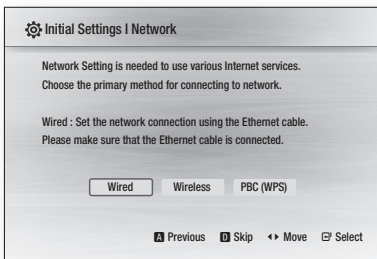 Initial Settings I Network
Network Setting is needed to use various Internet services.
Choose the primary method for connecting to network.
Wired : Set the network connection using the Ethernet cable.
Please make sure that the Ethernet cable is connected.
Wired Wireless PBC (WPS)
A Previous D Skip Move Select